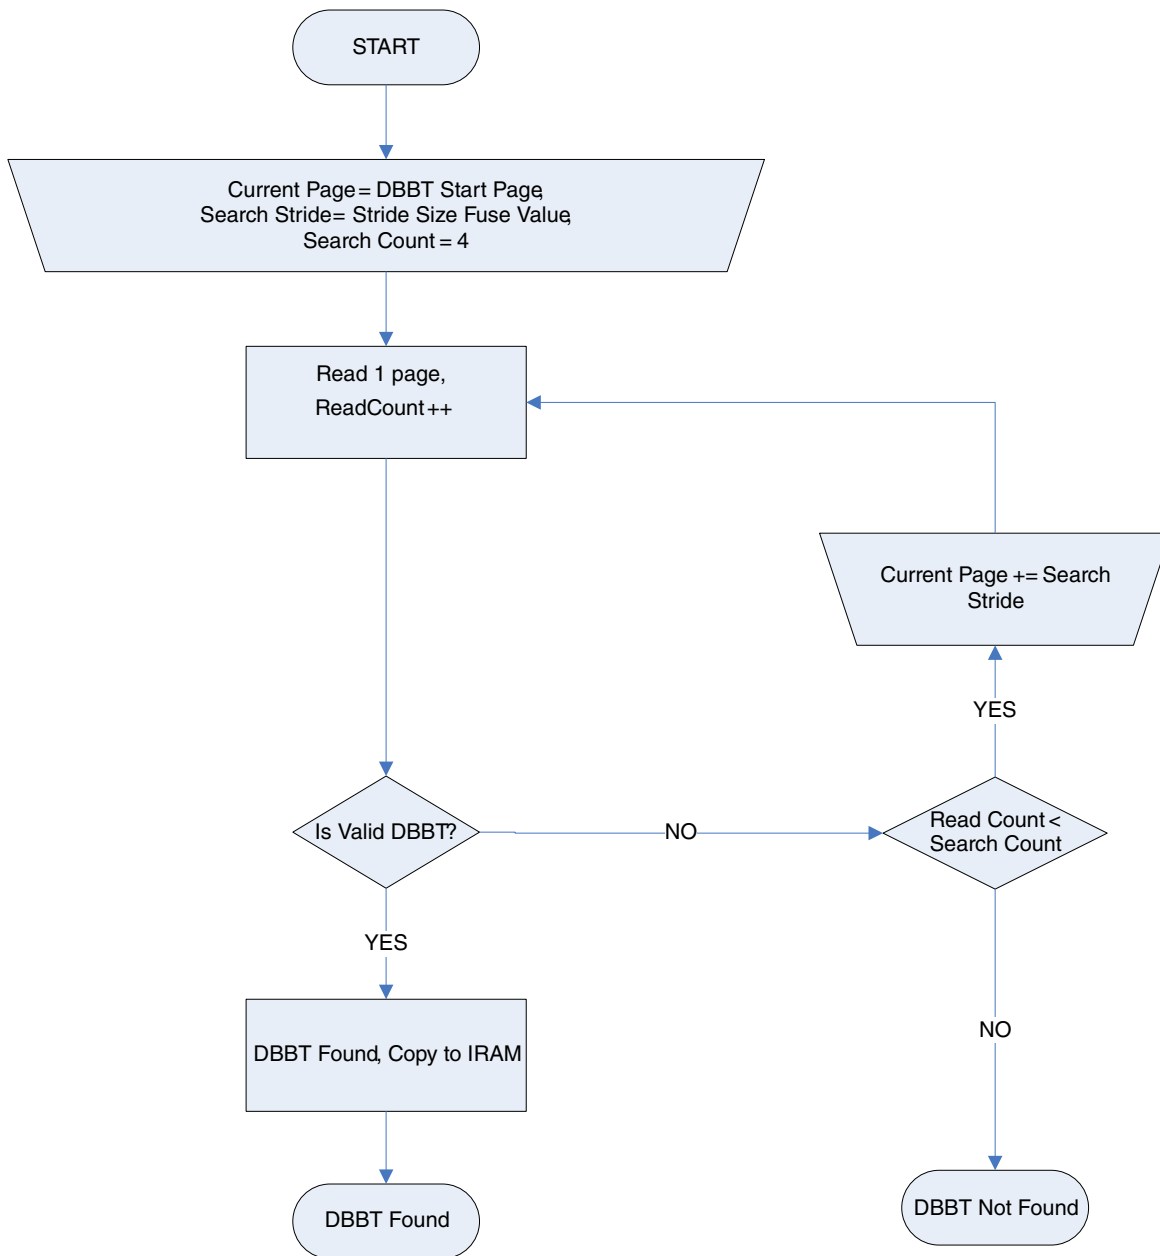 START
Current Page = DBBT Start Page,
Search Stride = Stride Size Fuse Value,
Search Count = 4
Read 1 page,
ReadCount ++
Current Page += Search
Stride
YES
Is Valid DBBT?
NO
Read Count <
Search Count
YES
DBBT Found, Copy to IRAM
NO
DBBT Found
DBBT Not Found